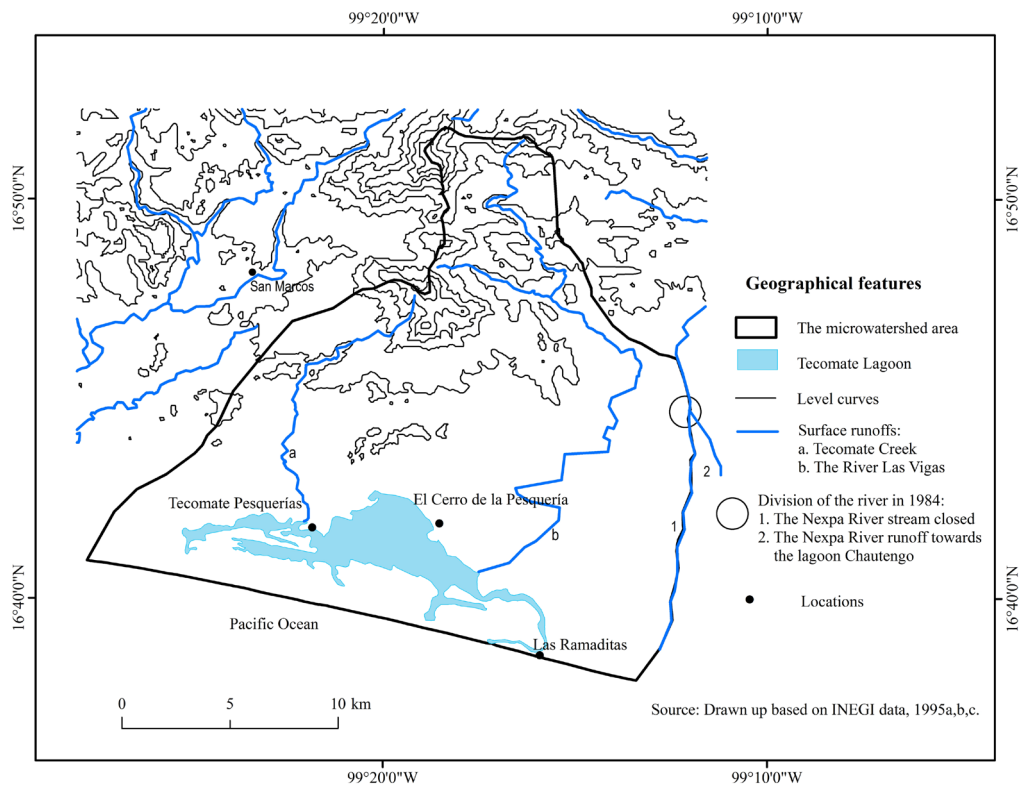 99°20'0"W
99°10'0"W
16°50'0"N
16°50'0"N
San Marcos
Geographical features
The microwatershed area
Tecomate Lagoon
Level curves
Surface runoffs:
a. Tecomate Creek
b. The River Las Vigas
a
2
Tecomate Pesquerías
El Cerro de la Pesquería
Division of the river in 1984:
1. The Nexpa River stream closed
2. The Nexpa River runoff towards
the lagoon Chautengo
1
b
16°40'0"N
16°40'0"N
Locations
Pacific Ocean
Las Ramaditas
0 5 10 km
Source: Drawn up based on INEGI data, 1995a,b,c.
99°20'0"W
99°10'0"W